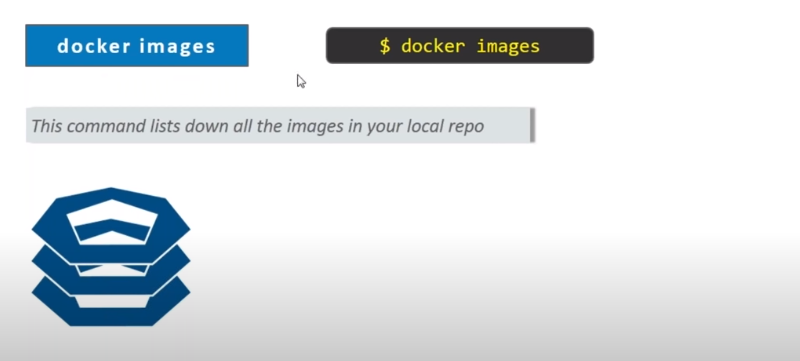 docker images
$ docker images
This command lists down all the images in your local repo